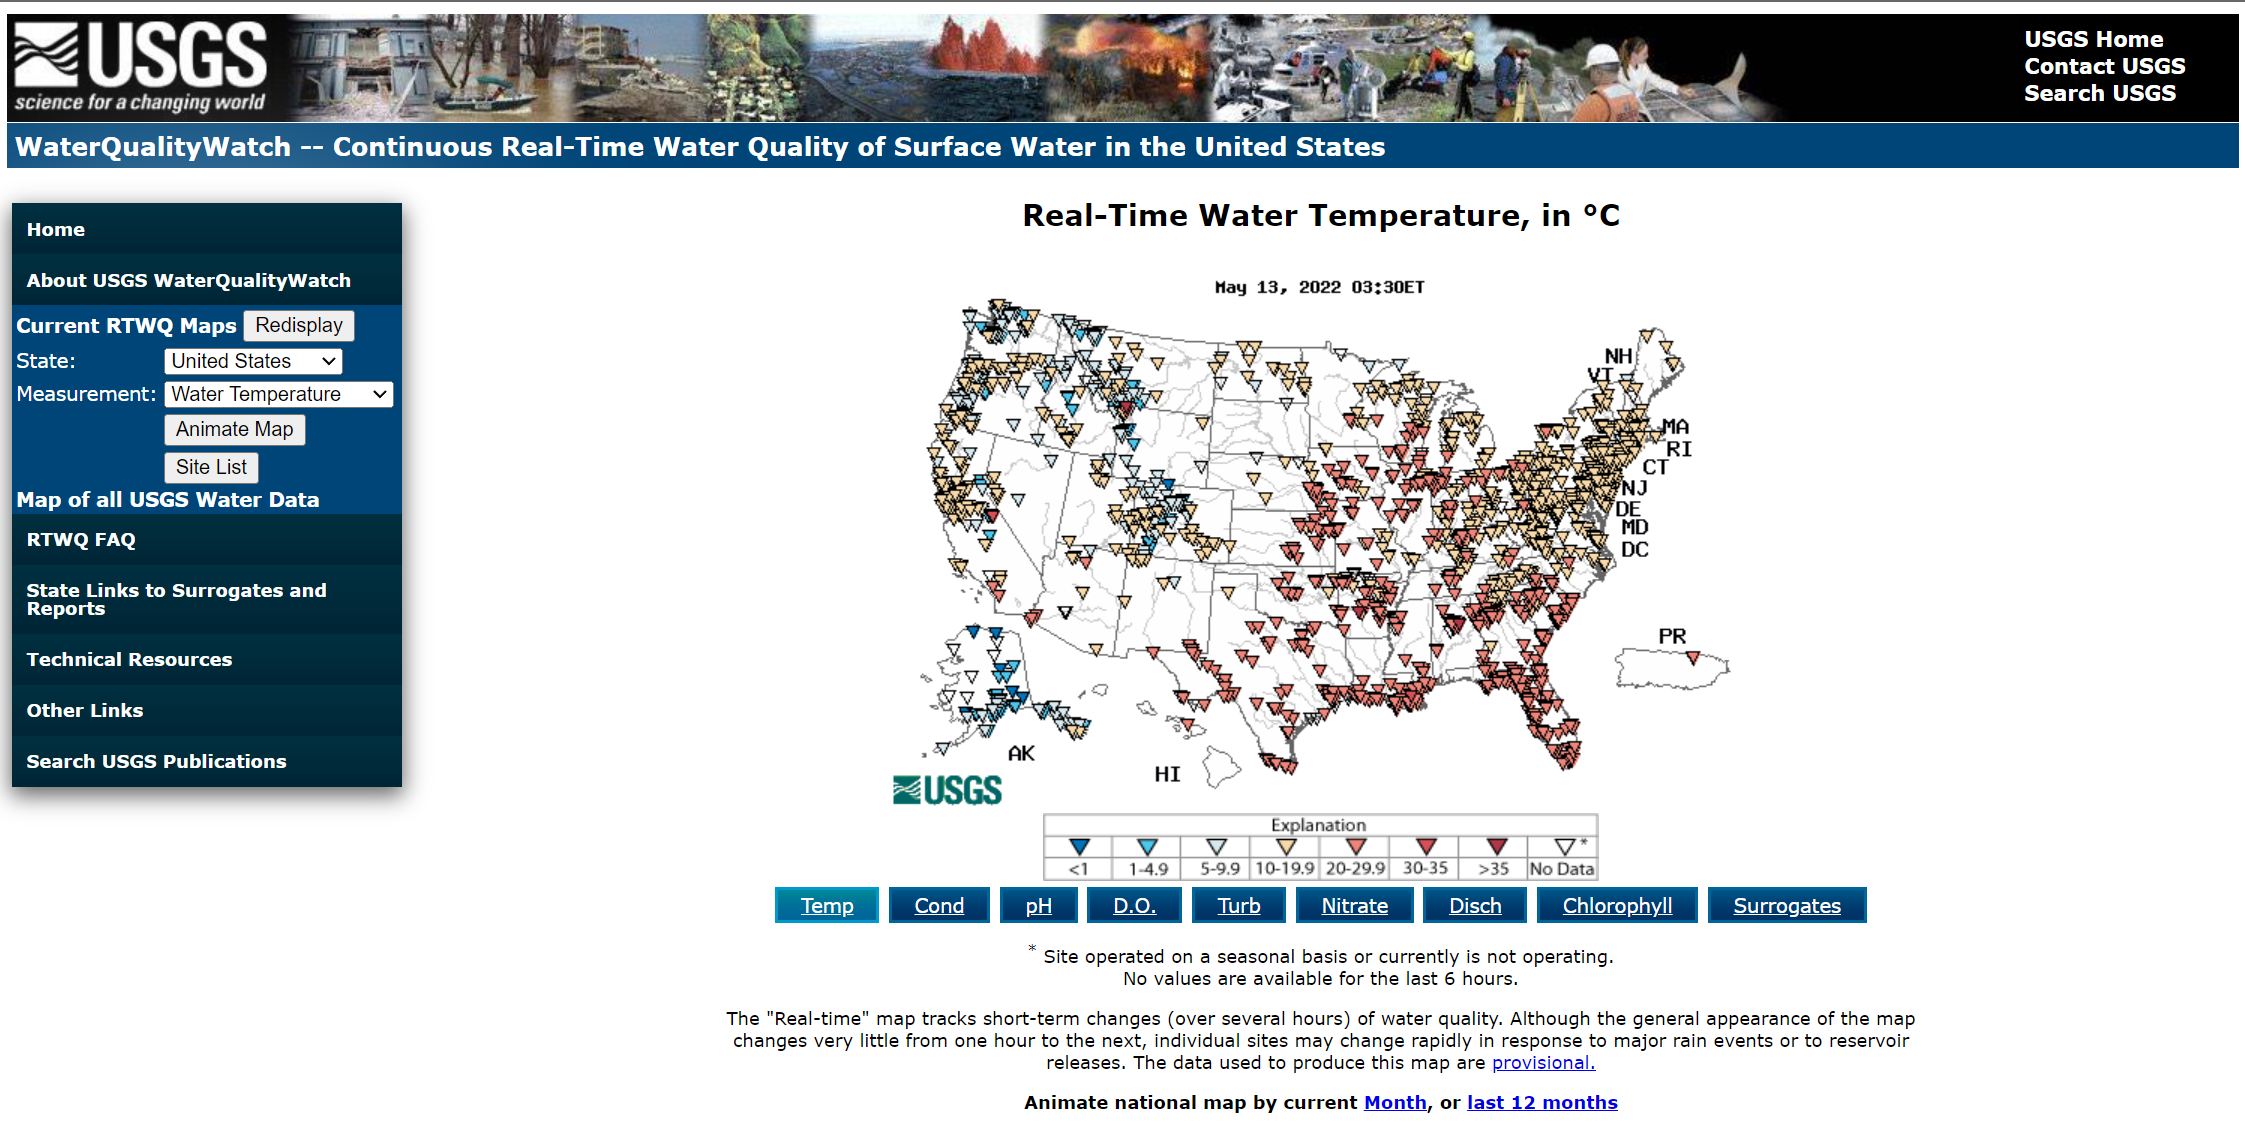 USGS
science for a changing world
USGS Home
Contact USGS
Search USGS
WaterQualityWatch -- Continuous Real-Time Water Quality of Surface Water in the United States
Home
About USGS WaterQualityWatch
Current RTWQ Maps Redisplay
State: United States
Measurement: Water Temperature
Animate Map
Site List
Map of all USGS Water Data
RTWQ FAQ
State Links to Surrogates and
Reports
Technical Resources
Other Links
Search USGS Publications
Real-Time Water Temperature, in °C
May 13, 2022 03:30ET
NH
VT
MA
RI
CT
NJ
DE
MD
DC
PR
AK
HI
USGS
Explanation
*
<1 1-4.9 5-9.9 10-19.9 20-29.9 30-35 >35 No Data
Temp Cond pH D.O. Turb Nitrate Disch Chlorophyll Surrogates
* Site operated on a seasonal basis or currently is not operating.
No values are available for the last 6 hours.
The "Real-time" map tracks short-term changes (over several hours) of water quality. Although the general appearance of the map
changes very little from one hour to the next, individual sites may change rapidly in response to major rain events or to reservoir
releases. The data used to produce this map are provisional.
Animate national map by current Month, or last 12 months